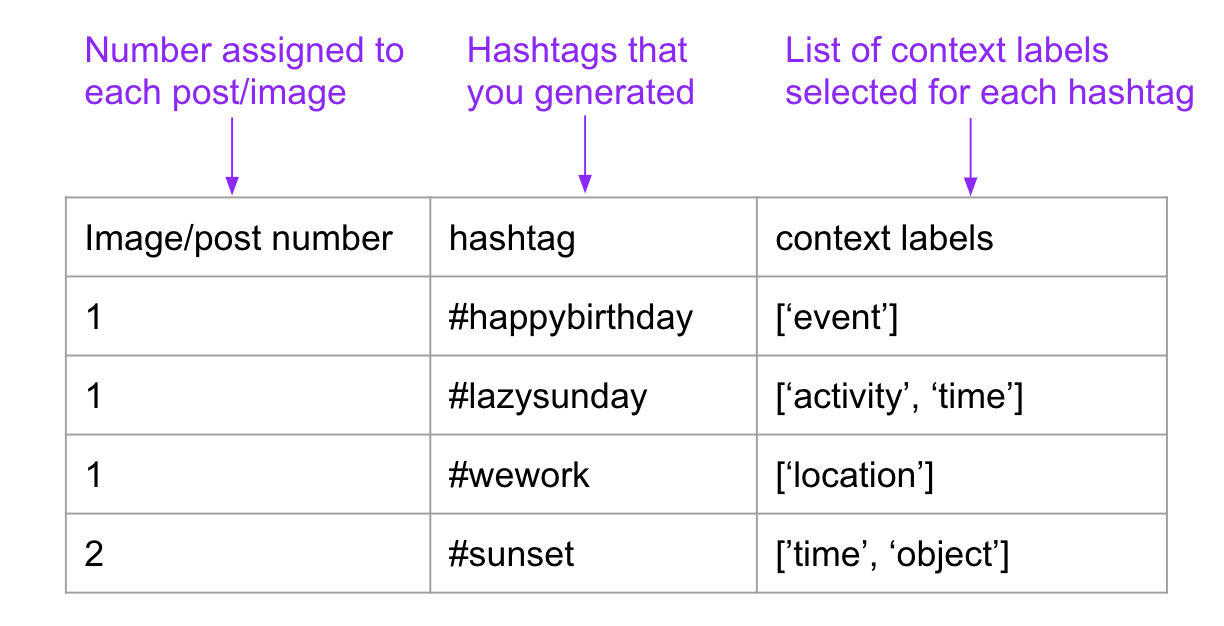 Number assigned to
each post/image
Hashtags that
you generated
List of context labels
selected for each hashtag
Image/post number hashtag context labels
1 #happybirthday [‘event’]
1 #lazysunday [‘activity’, ‘time’]
1 #wework [‘location’]
2 #sunset [’time’, ‘object’]